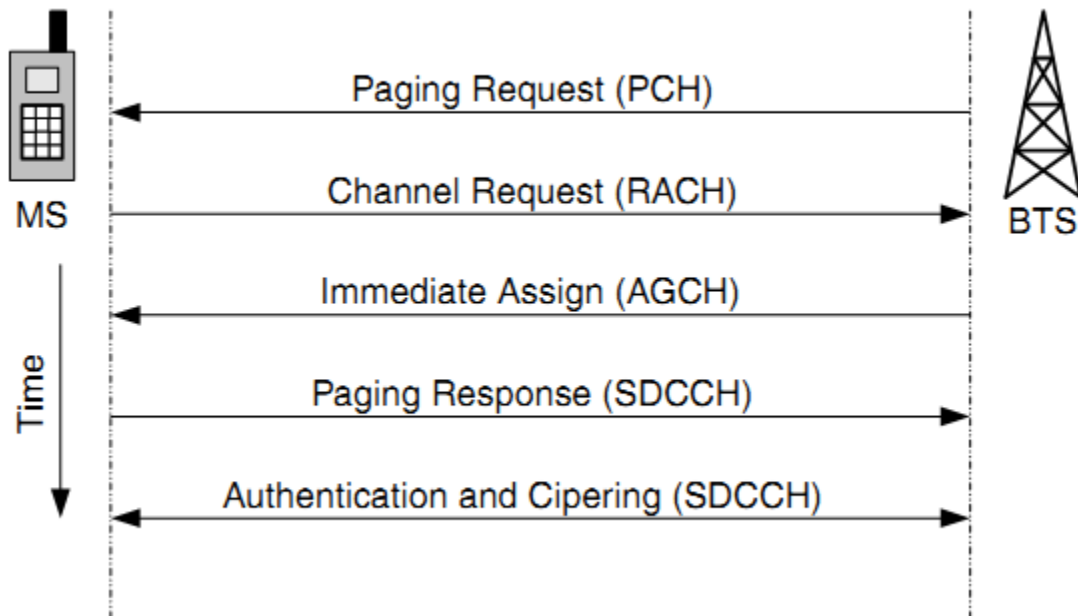 Paging Request (PCH)
Channel Request (RACH)
MS
BTS
Immediate Assign (AGCH)
Time
Paging Response (SDCCH)
Authentication and Cipering (SDCCH)